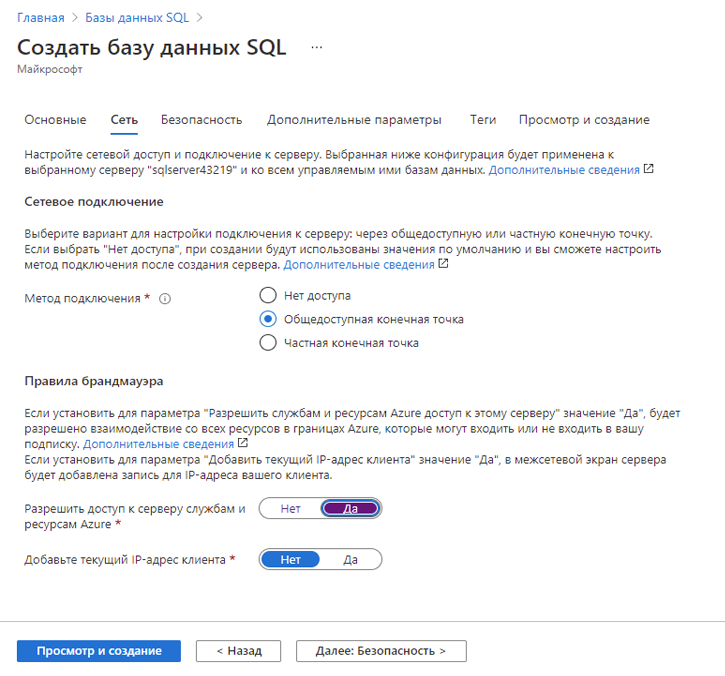 Главная > Базы данных SQL >
Создать базу данных SQL ...
Майкрософт
Основные Сеть Безопасность Дополнительные параметры Теги Просмотр и создание
Настройте сетевой доступ и подключение к серверу. Выбранная ниже конфигурация будет применена к
выбранному серверу "sqlserver43219" и ко всем управляемым ими базам данных. Дополнительные сведения
Сетевое подключение
Выберите вариант для настройки подключения к серверу: через общедоступную или частную конечную точку.
Если выбрать "Нет доступа", при создании будут использованы значения по умолчанию и вы сможете настроить
метод подключения после создания сервера. Дополнительные сведения
Метод подключения *
Нет доступа
Общедоступная конечная точка
Частная конечная точка
Правила брандмауэра
Если установить для параметра "Разрешить службам и ресурсам Azure доступ к этому серверу" значение "Да", будет
разрешено взаимодействие со всех ресурсов в границах Azure, которые могут входить или не входить в вашу
подписку. Дополнительные сведения
Если установить для параметра "Добавить текущий IP-адрес клиента" значение "Да", в межсетевой экран сервера
будет добавлена запись для IP-адреса вашего клиента.
Разрешить доступ к серверу службам и
ресурсам Azure *
Нет Да
Добавьте текущий IP-адрес клиента *
Нет Да
Просмотр и создание < Назад Далее: Безопасность >